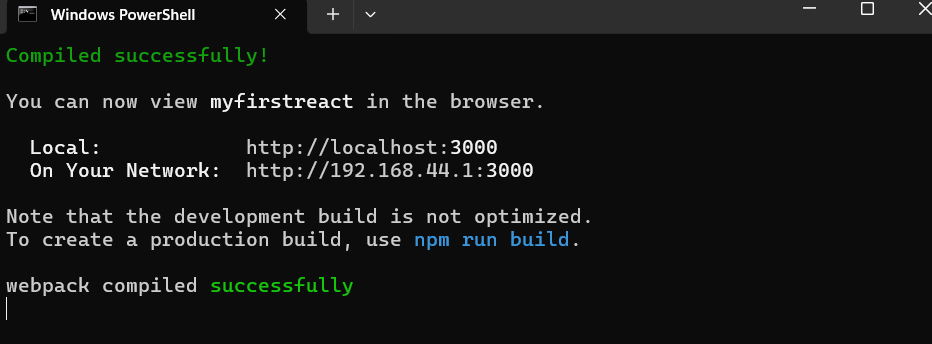 Windows PowerShell
Compiled successfully!
You can now view myfirstreact in the browser.
Local: http://localhost:3000
On Your Network: http://192.168.44.1:3000
Note that the development build is not optimized.
To create a production build, use npm run build.
webpack compiled successfully